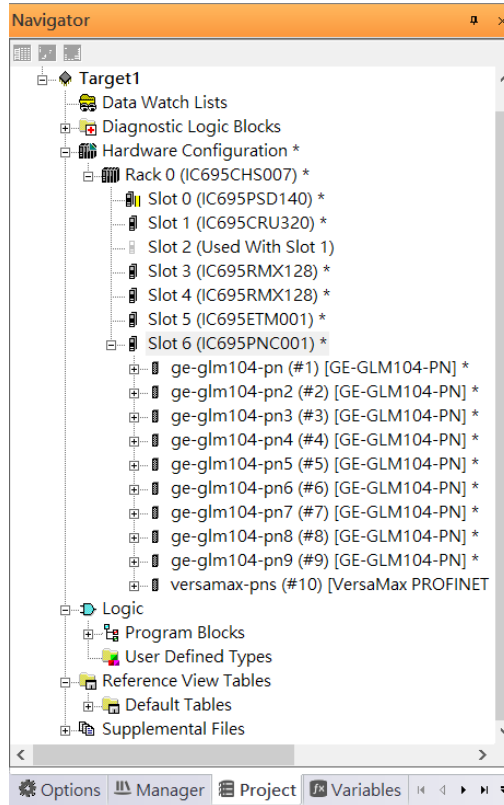 Navigator
Target1
Data Watch Lists
Diagnostic Logic Blocks
Hardware Configuration *
Rack 0 (IC695CHS007) *
Slot 0 (IC695PSD140) *
Slot 1 (IC695CRU320) *
Slot 2 (Used With Slot 1)
Slot 3 (IC695RMX128) *
Slot 4 (IC695RMX128) *
Slot 5 (IC695ETM001) *
Slot 6 (IC695PNC001) *
ge-glm104-pn (#1) [GE-GLM104-PN] *
ge-glm104-pn2 (#2) [GE-GLM104-PN] *
ge-glm104-pn3 (#3) [GE-GLM104-PN] *
ge-glm104-pn4 (#4) [GE-GLM104-PN] *
ge-glm104-pn5 (#5) [GE-GLM104-PN] *
ge-glm104-pn6 (#6) [GE-GLM104-PN] *
ge-glm104-pn7 (#7) [GE-GLM104-PN] *
ge-glm104-pn8 (#8) [GE-GLM104-PN] *
ge-glm104-pn9 (#9) [GE-GLM104-PN] *
versamax-pns (#10) [VersaMax PROFINET
Logic
Program Blocks
User Defined Types
Reference View Tables
Default Tables
Supplemental Files
Options Manager Project Variables